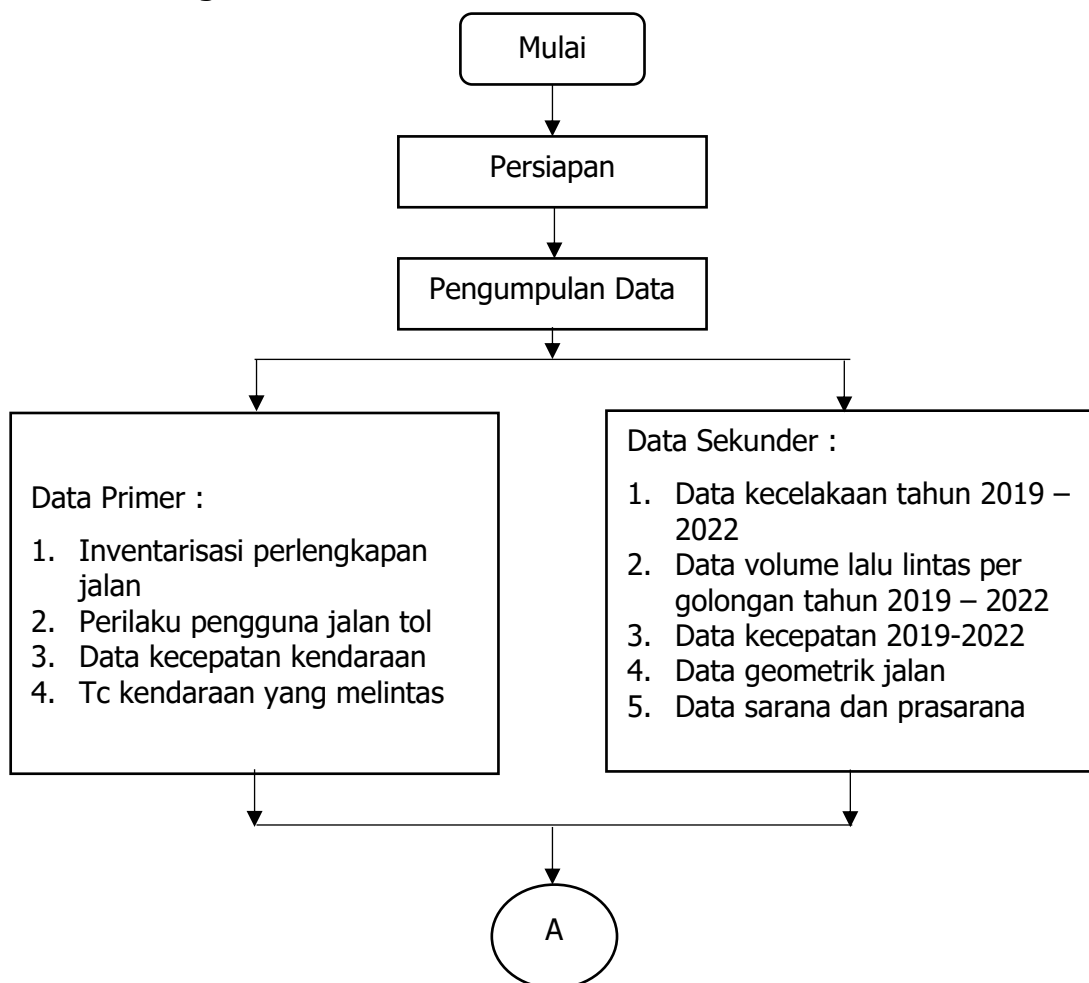 Mulai
Persiapan
Pengumpulan Data
Data Primer :
1. Inventarisasi perlengkapan
jalan
2. Perilaku pengguna jalan tol
3. Data kecepatan kendaraan
4. Tc kendaraan yang melintas
Data Sekunder :
1. Data kecelakaan tahun 2019 –
2022
2. Data volume lalu lintas per
golongan tahun 2019 – 2022
3. Data kecepatan 2019-2022
4. Data geometrik jalan
5. Data sarana dan prasarana
A